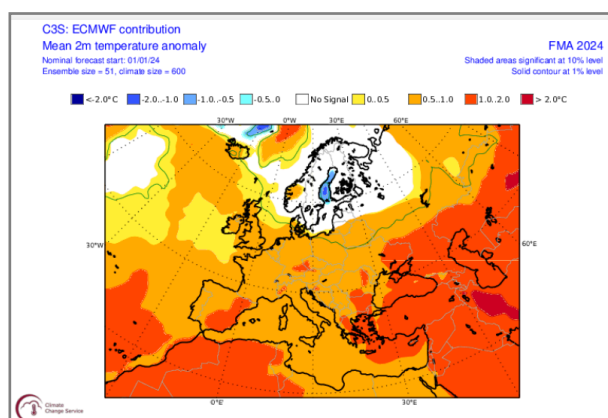 C3S: ECMWF contribution
Mean 2m temperature anomaly
FMA 2024
Nominal forecast start: 01/01/24
Shaded areas significant at 10% level
Ensemble size = 51, climate size = 600
Solid contour at 1% level
<-2.0°C
-2.0..-1.0
-1.0..-0.5
-0.5..0
No Signal
0..0.5
0.5..1.0
1.0..2.0
> 2.0°C
30°W
0°N
30°E
60°E
30°W
60°E
0°E
30°E
Climate
Change Service